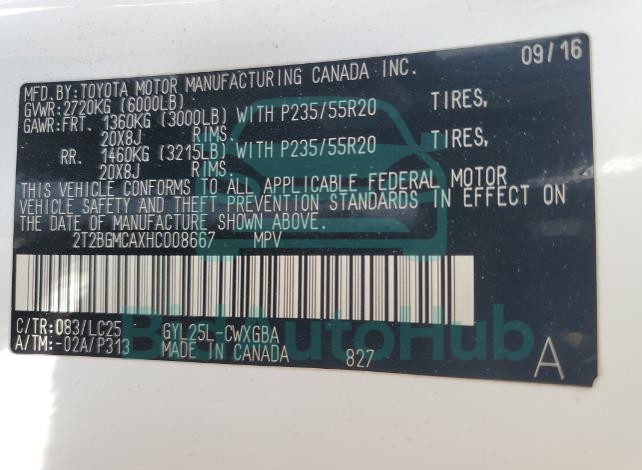 09/16
MFD.BY:TOYOTA MOTOR MANUFACTURING CANADA INC.
GVWR:2720KG (6000LB)
GAWR:FRT. 1360KG (3000LB) WITH P235/55R20 TIRES,
20X8J RIMS.
RR. 1460KG (3215LB) WITH P235/55R20 TIRES,
20X8J RIMS.
THIS VEHICLE CONFORMS TO ALL APPLICABLE FEDERAL MOTOR
VEHICLE SAFETY AND THEFT PREVENTION STANDARDS IN EFFECT ON
THE DATE OF MANUFACTURE SHOWN ABOVE.
2T2BGMCAXHC008667 MPV
C/TR:083/LC25 GYL25L-CWXGBA
A/TM:-02A/P313 MADE IN CANADA 827 A
BidAutoHub